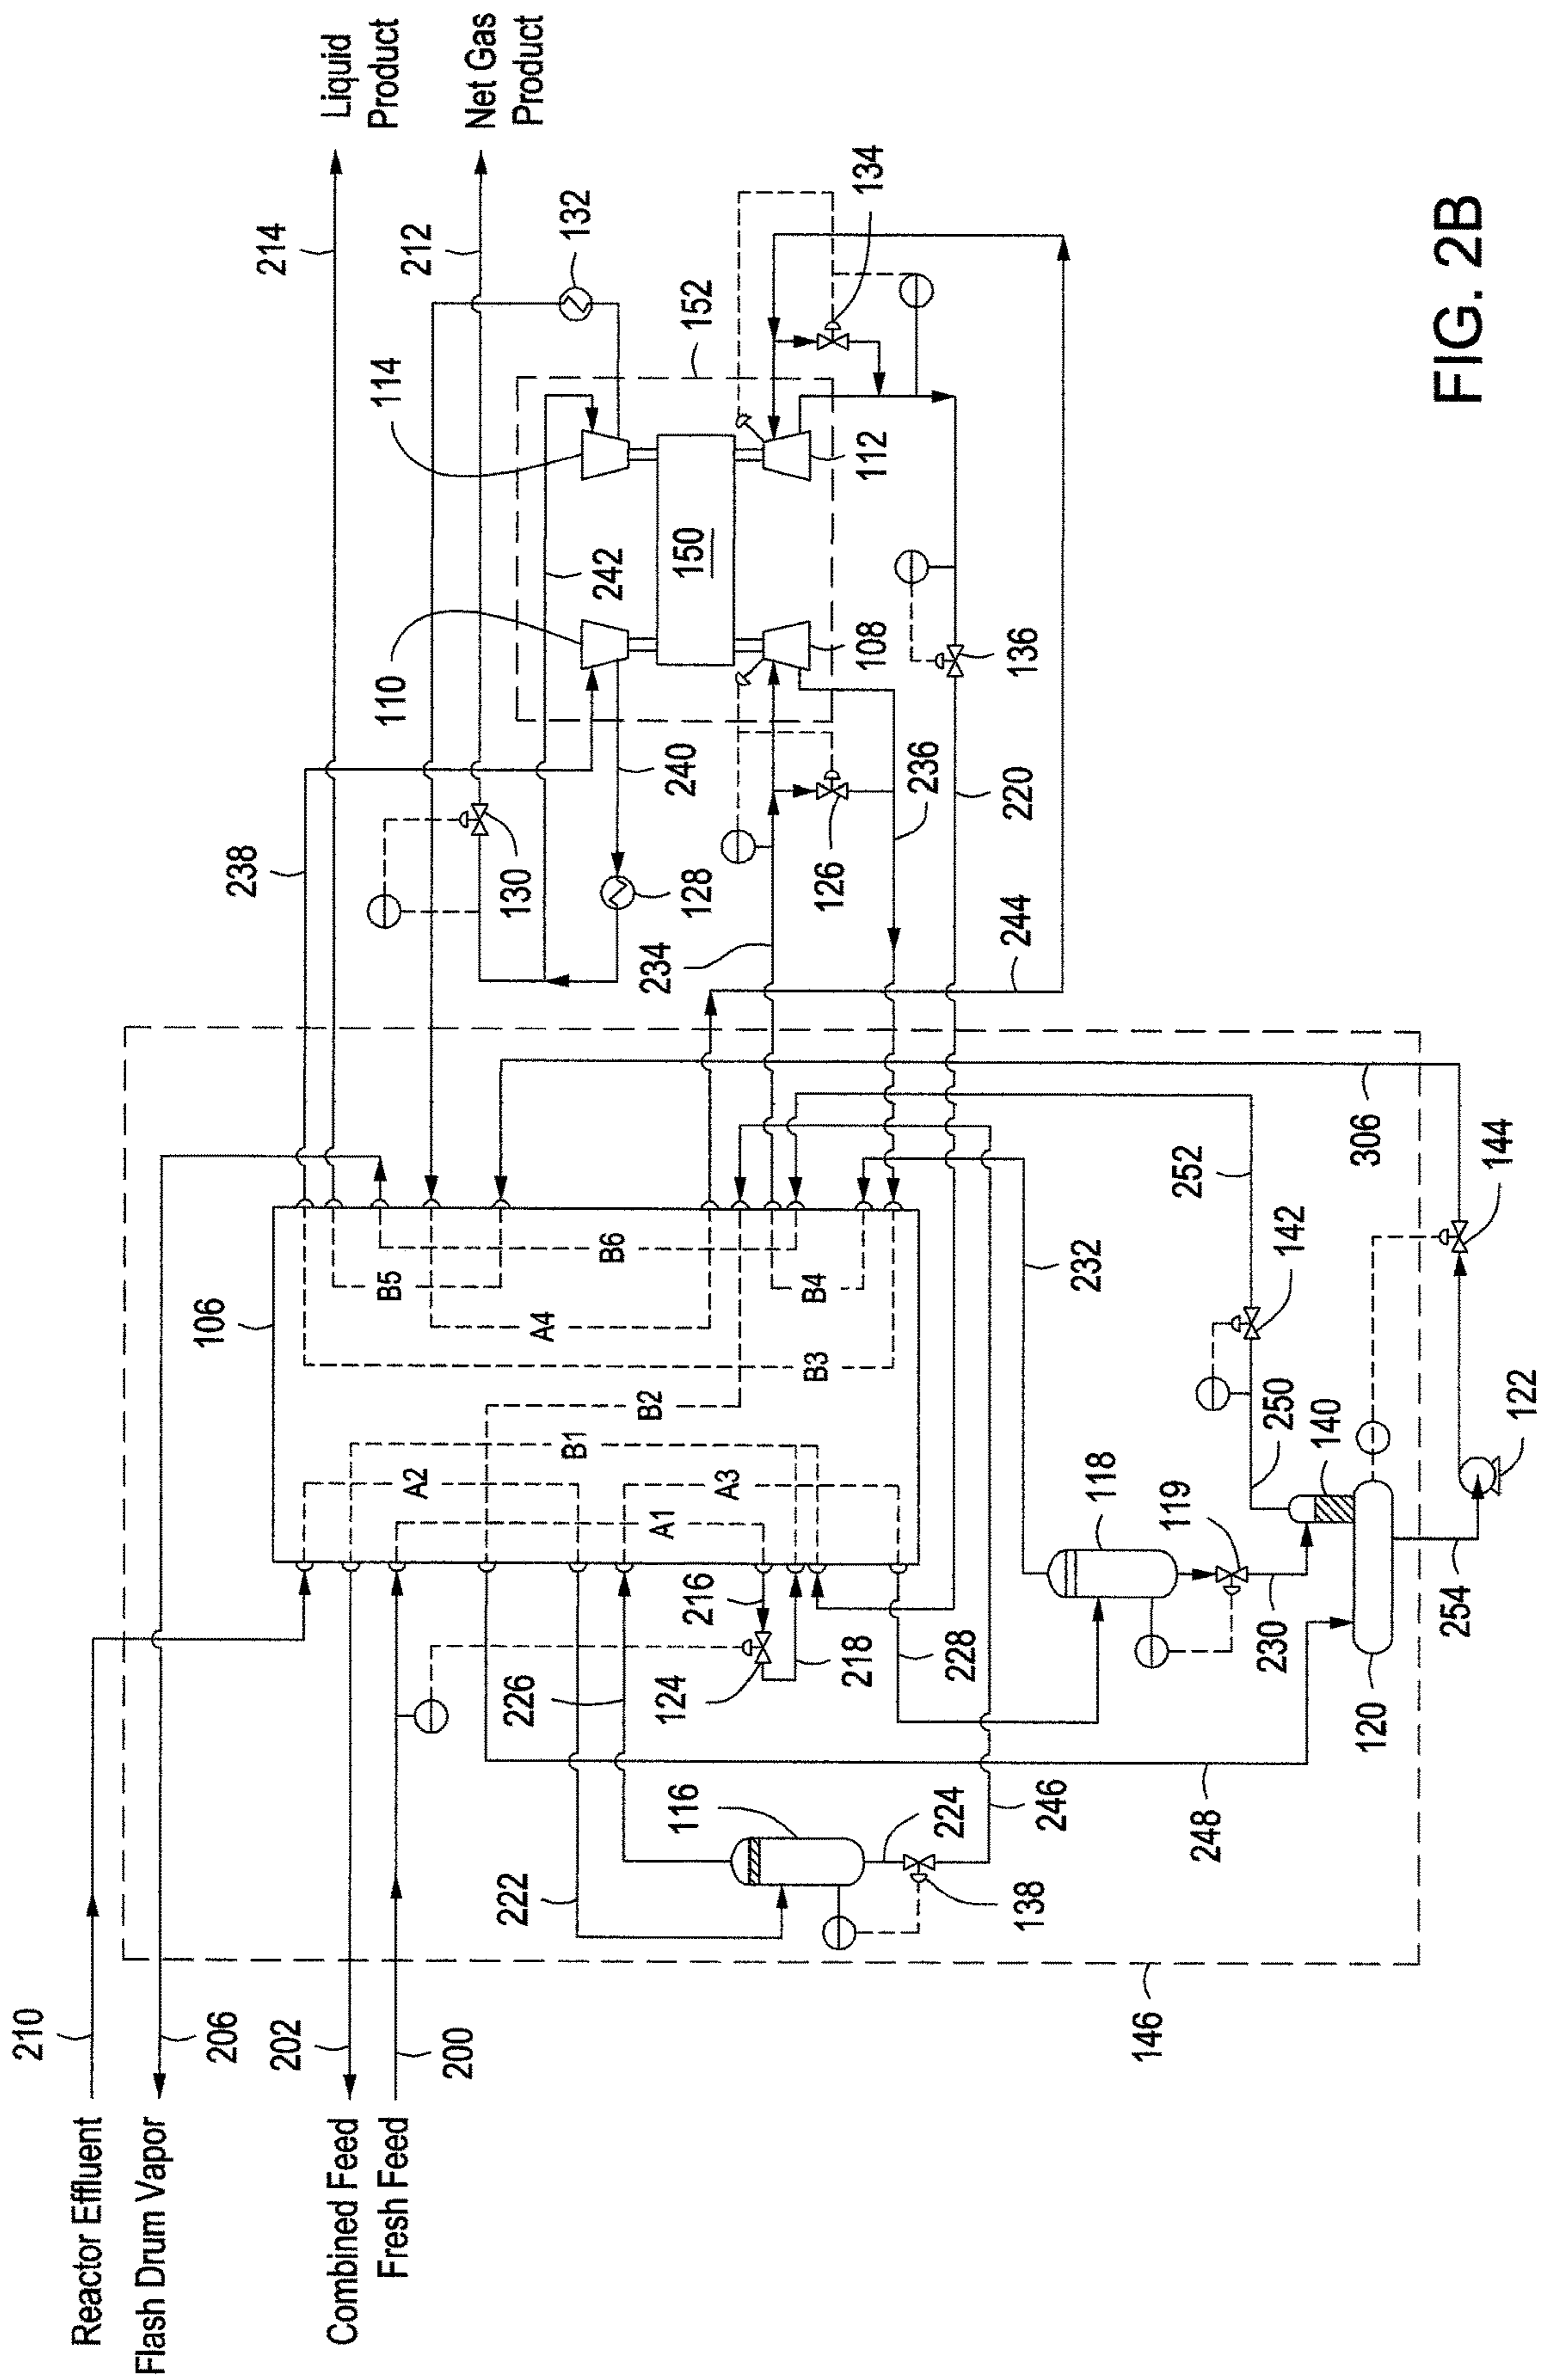 Reactor Effluent
210
Flash Drum Vapor
206
Combined Feed
202
Fresh Feed
200
146
106
A2
B1
A1
A3
B2
B3
A4
B5
B6
B4
222
116
224
138
246
248
226
124
216
218
228
118
119
230
232
120
140
250
142
252
254
122
144
306
238
234
244
236
126
128
130
240
110
242
114
150
108
112
152
132
134
136
220
214
Liquid
Product
212
Net Gas
Product
FIG. 2B